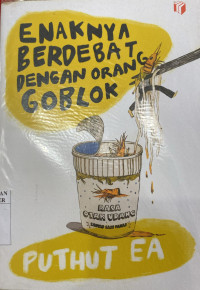 ENAKNYA
BERDEBAT
DENGAN ORANG
GOBLOK
RASA
OTAK UDANG
PUTHUT EA